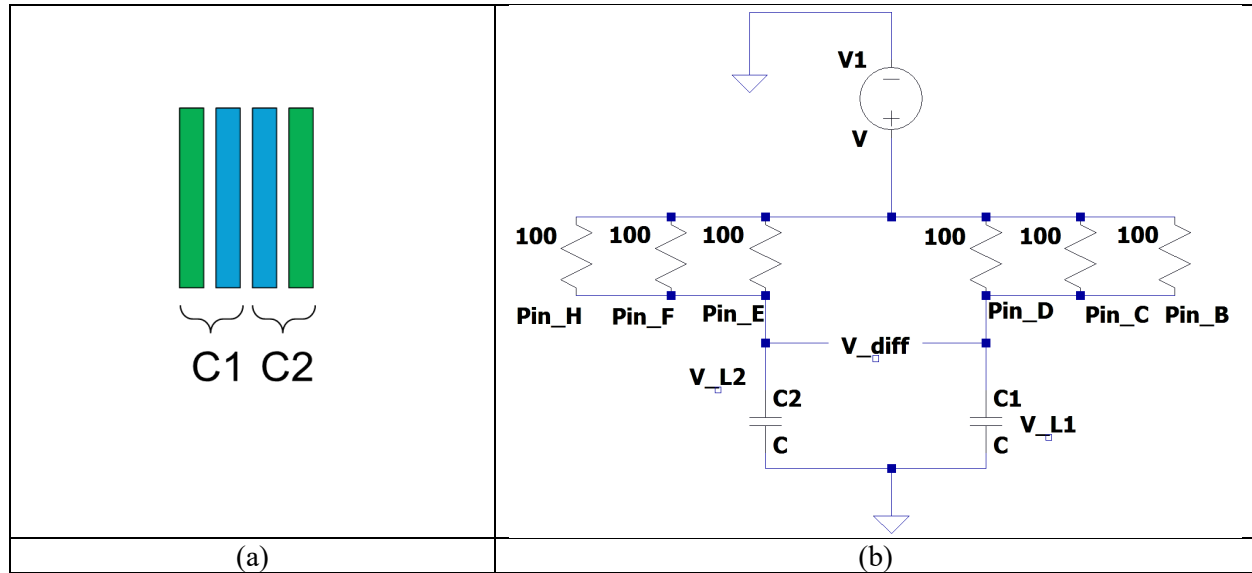 C1 C2
(a)
V1
V
100 100 100 100 100 100
Pin_H Pin_F Pin_E Pin_D Pin_C Pin_B
V_diff
V_L2
C2 C1
V_L1
C C
(b)